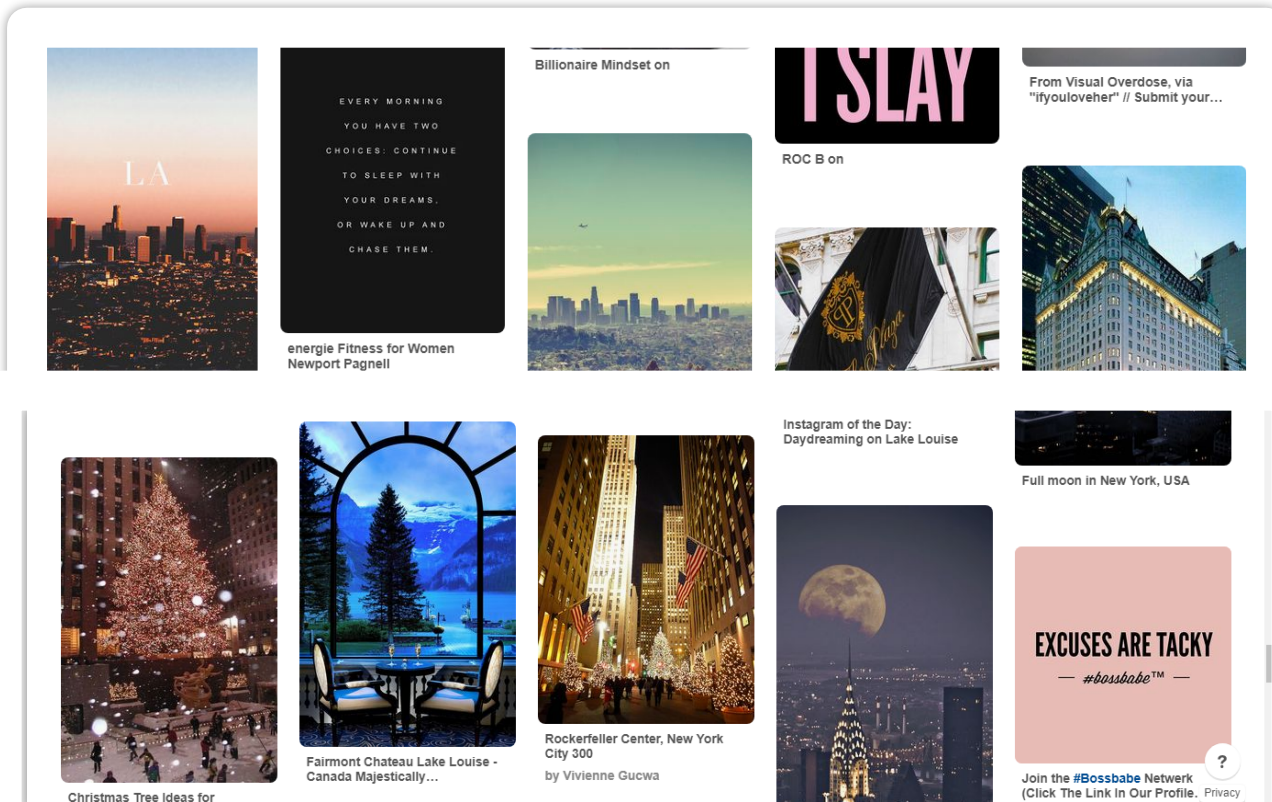 LA
EVERY MORNING
YOU HAVE TWO
CHOICES: CONTINUE
TO SLEEP WITH
YOUR DREAMS,
OR WAKE UP AND
CHASE THEM.
energie Fitness for Women
Newport Pagnell
Billionaire Mindset on
I SLAY
ROC B on
P
Plaza
From Visual Overdose, via
"ifyouloveher" // Submit your...
Christmas Tree Ideas for
Fairmont Chateau Lake Louise -
Canada Majestically...
Rockerfeller Center, New York
City 300
by Vivienne Gucwa
Instagram of the Day:
Daydreaming on Lake Louise
Full moon in New York, USA
EXCUSES ARE TACKY
#bossbabe™
Join the #Bossbabe Netwerk
(Click The Link In Our Profile.
?
Privacy